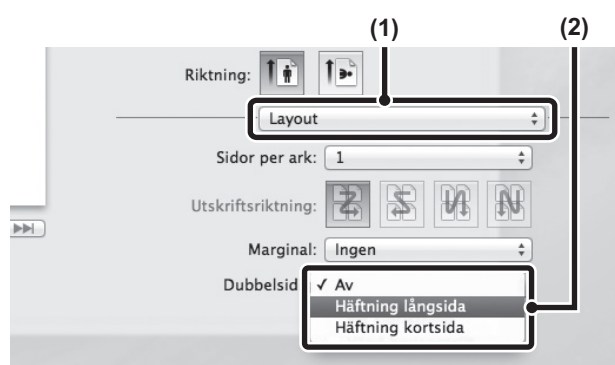 (1) (2)
Riktning:
Layout
Sidor per ark: 1
Utskriftsriktning:
Marginal: Ingen
Dubbelsid ✓ Av
Häftning långsida
Häftning kortsida